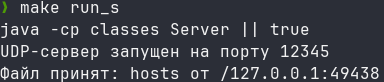 ❯ make run_s
java -cp classes Server || true
UDP-сервер запущен на порту 12345
Файл принят: hosts от /127.0.0.1:49438